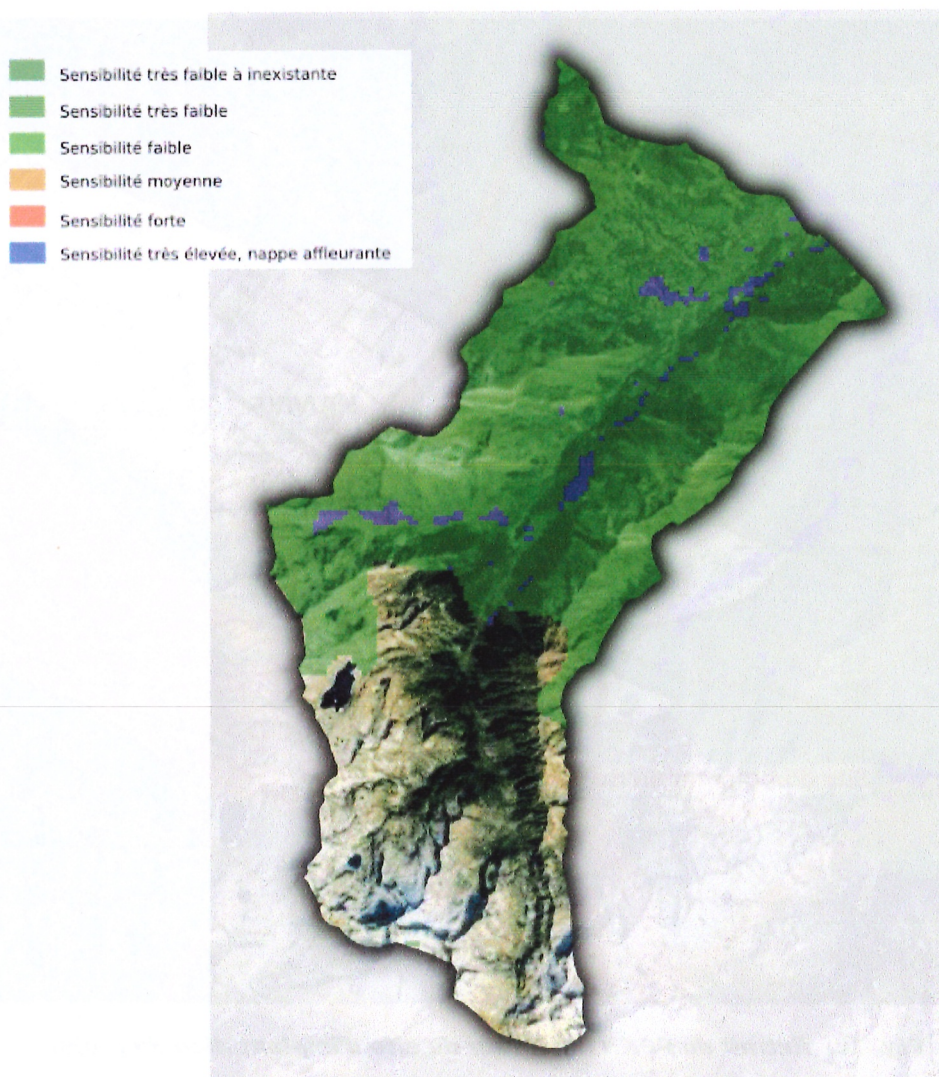 Sensibilité très faible à inexistante
Sensibilité très faible
Sensibilité faible
Sensibilité moyenne
Sensibilité forte
Sensibilité très élevée, nappe affleurante